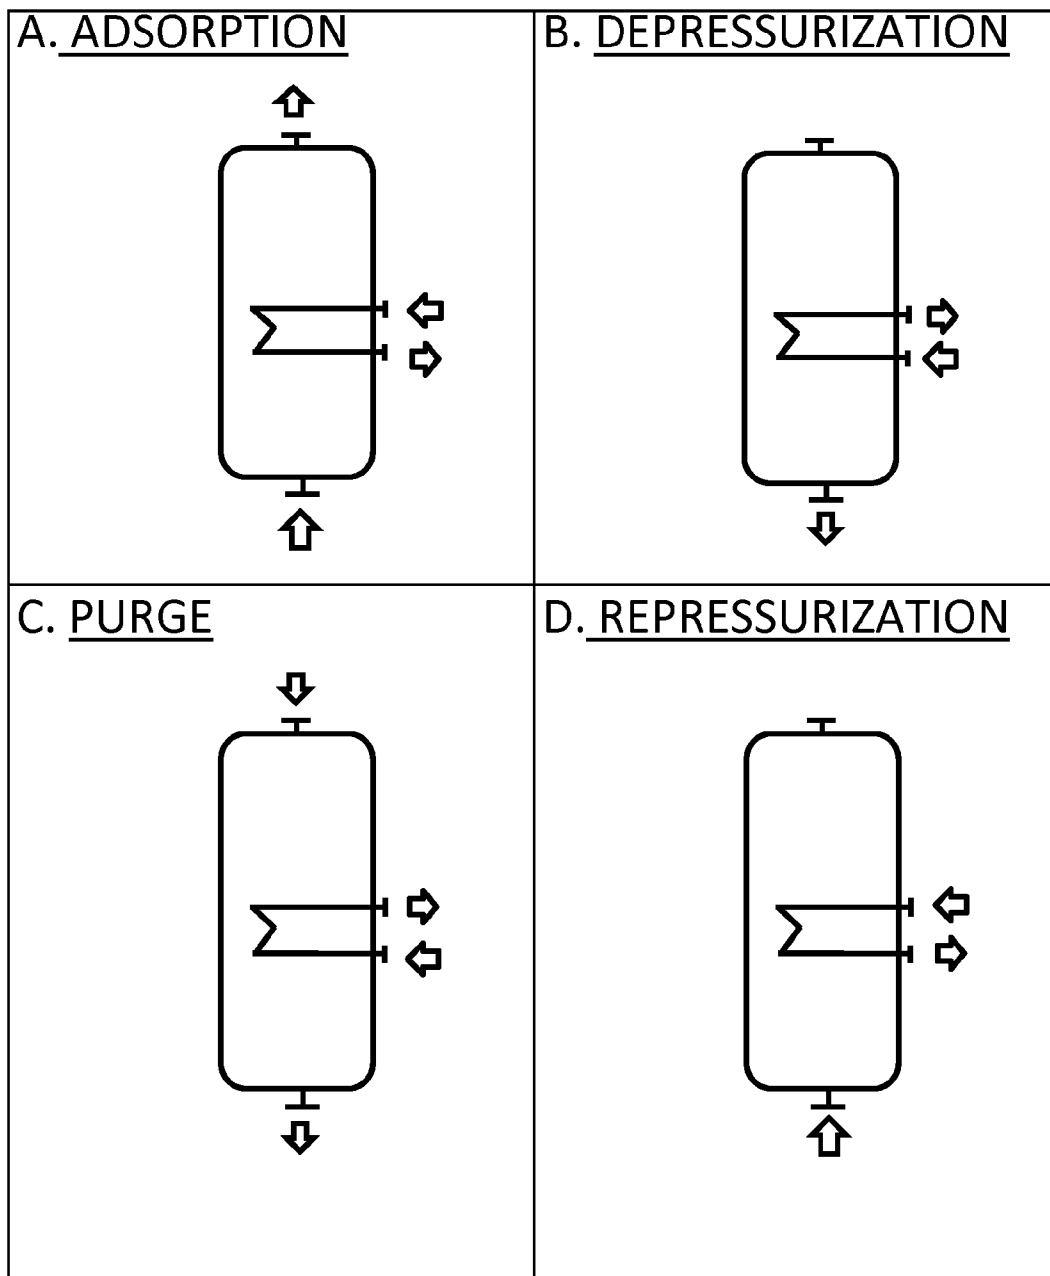 A. ADSORPTION
B. DEPRESSURIZATION
C. PURGE
D. REPRESSURIZATION